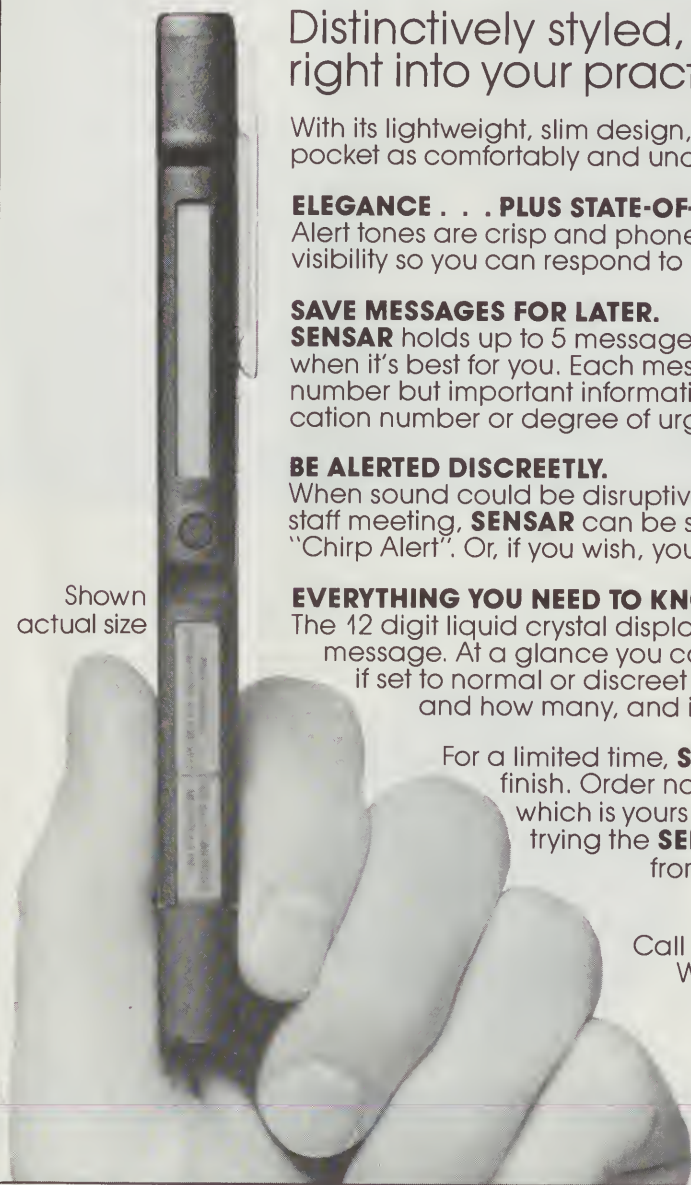 Distinctively styled,
right into your pract
With its lightweight, slim design,
pocket as comfortably and unc
ELEGANCE . . . PLUS STATE-OF-
Alert tones are crisp and phone
visibility so you can respond to
SAVE MESSAGES FOR LATER.
SENSAR holds up to 5 message
when it's best for you. Each mes
number but important informati
cation number or degree of urg
BE ALERTED DISCREETLY.
When sound could be disruptiv
staff meeting, SENSAR can be s
"Chirp Alert". Or, if you wish, you
EVERYTHING YOU NEED TO KNO
The 12 digit liquid crystal displa
message. At a glance you ca
if set to normal or discreet
and how many, and i
Shown
actual size
For a limited time, S
finish. Order no
which is yours
trying the SEN
from
Call
W